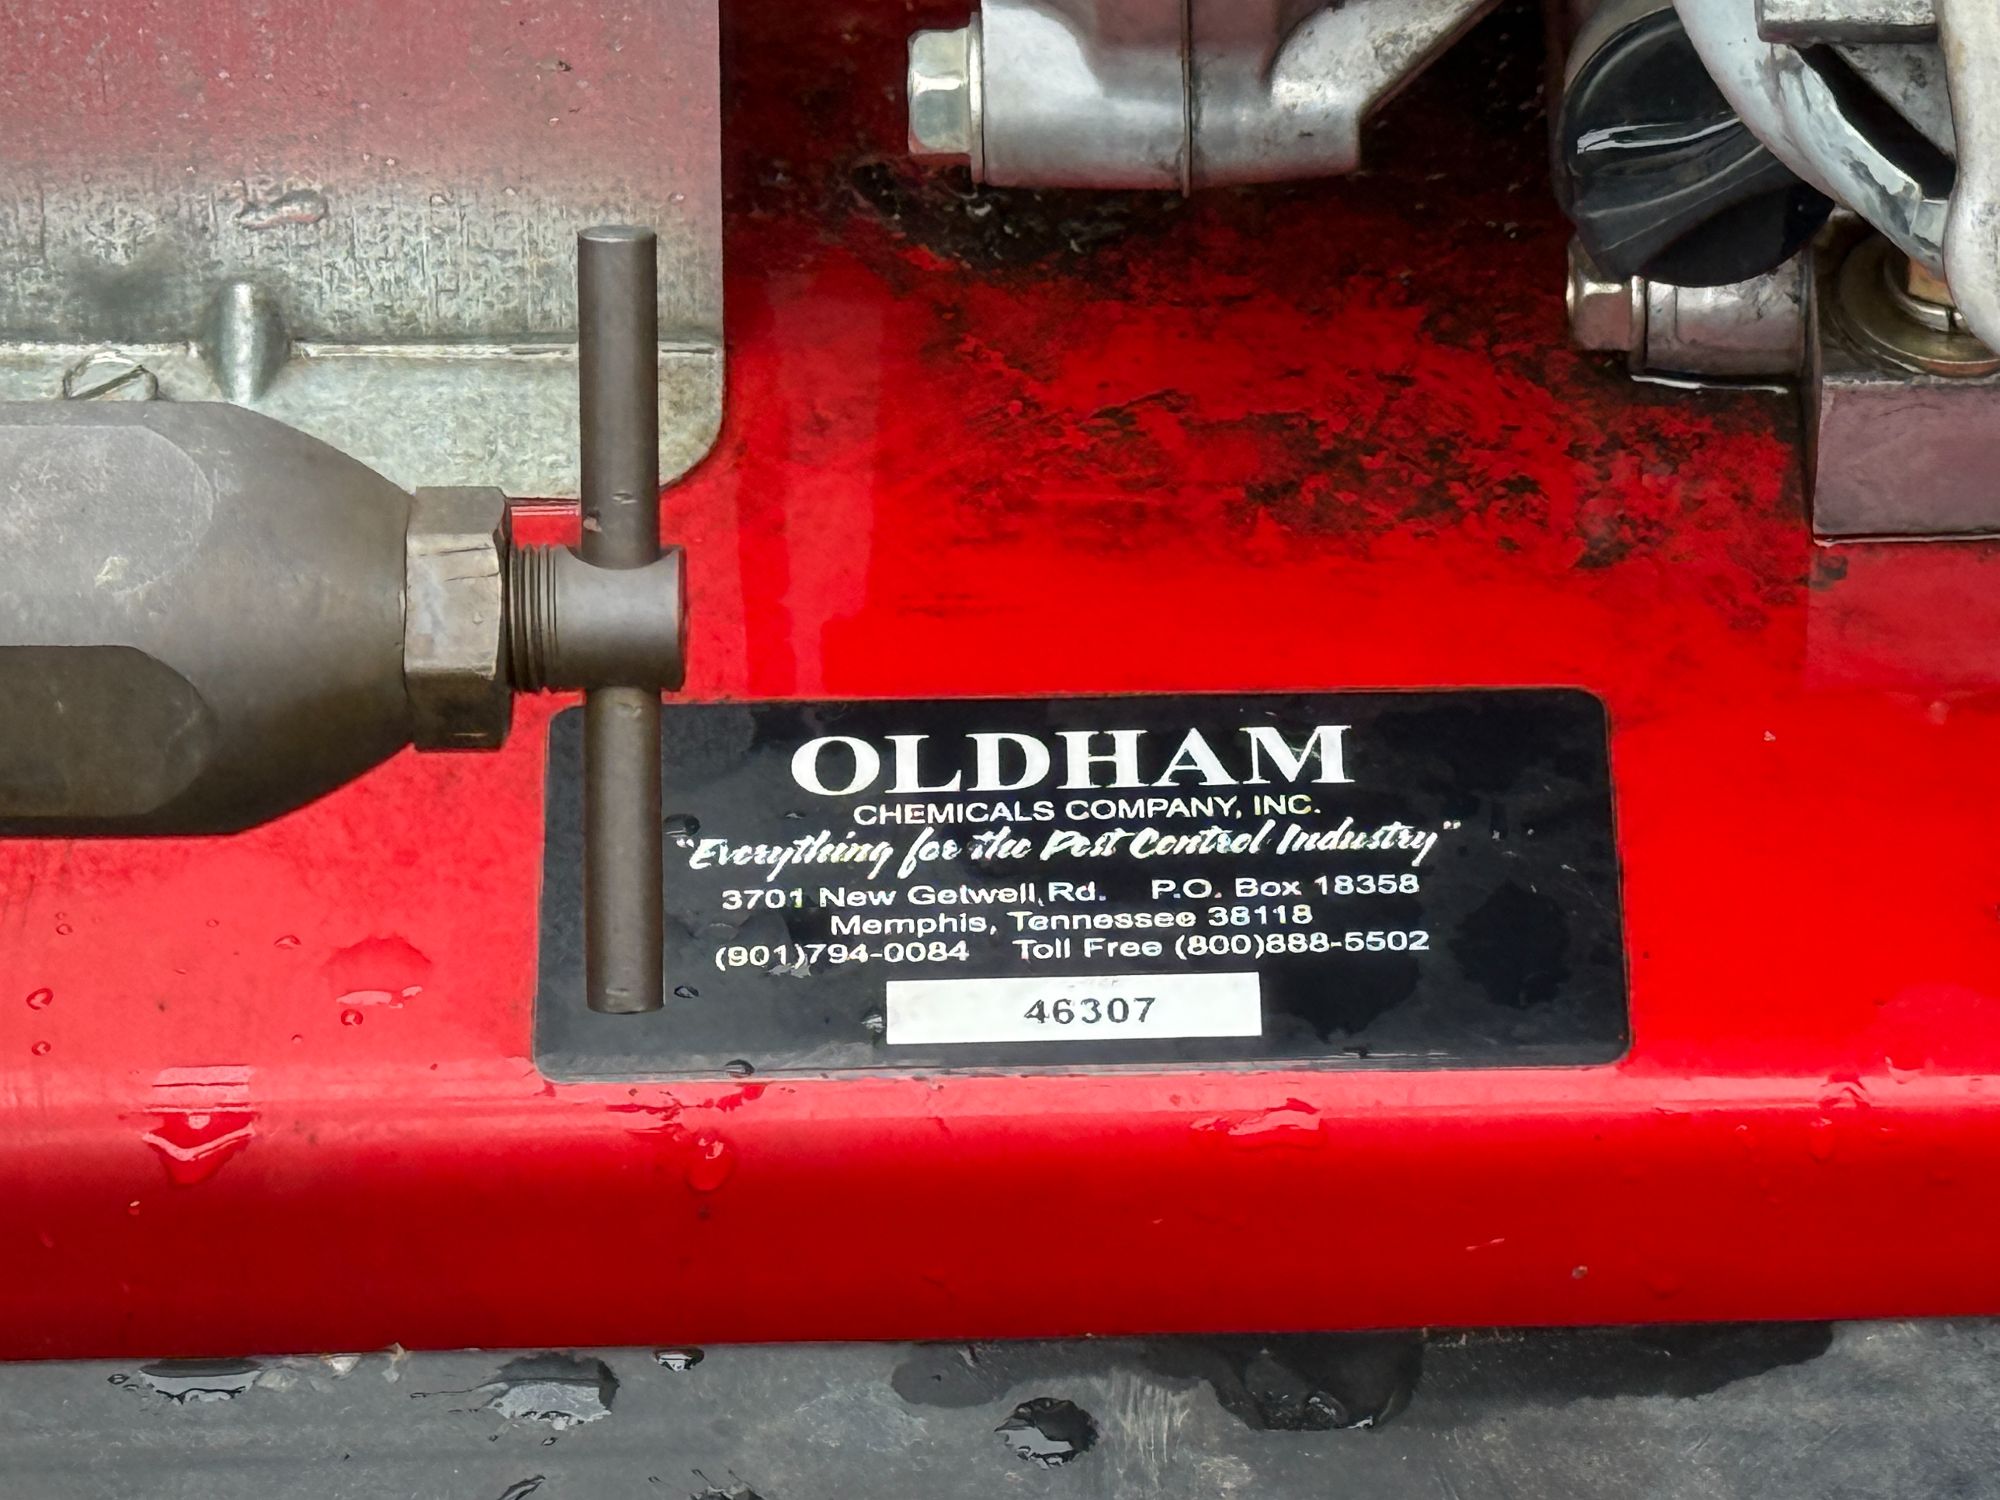 OLDHAM
CHEMICALS COMPANY, INC.
"Everything for the Pest Control Industry"
3701 New Getwell Rd. P.O. Box 18358
Memphis, Tennessee 38118
(901)794-0084 Toll Free (800)888-5502
46307